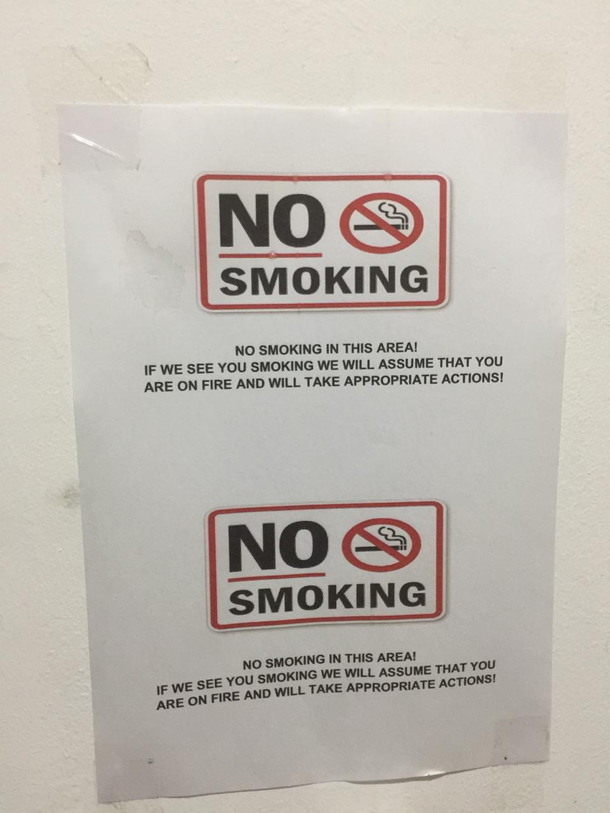 NO
SMOKING
NO SMOKING IN THIS AREA!
IF WE SEE YOU SMOKING WE WILL ASSUME THAT YOU
ARE ON FIRE AND WILL TAKE APPROPRIATE ACTIONS!
NO
SMOKING
NO SMOKING IN THIS AREA!
IF WE SEE YOU SMOKING WE WILL ASSUME THAT YOU
ARE ON FIRE AND WILL TAKE APPROPRIATE ACTIONS!